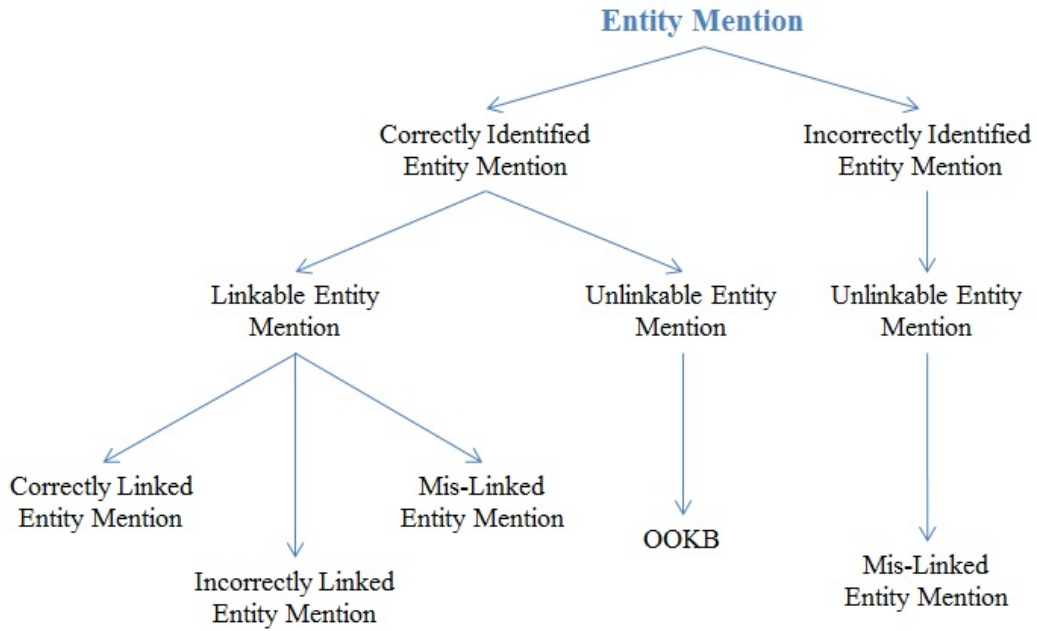 Entity Mention
Correctly Identified
Entity Mention
Incorrectly Identified
Entity Mention
Linkable Entity
Mention
Unlinkable Entity
Mention
Unlinkable Entity
Mention
Correctly Linked
Entity Mention
Incorrectly Linked
Entity Mention
Mis-Linked
Entity Mention
OOKB
Mis-Linked
Entity Mention